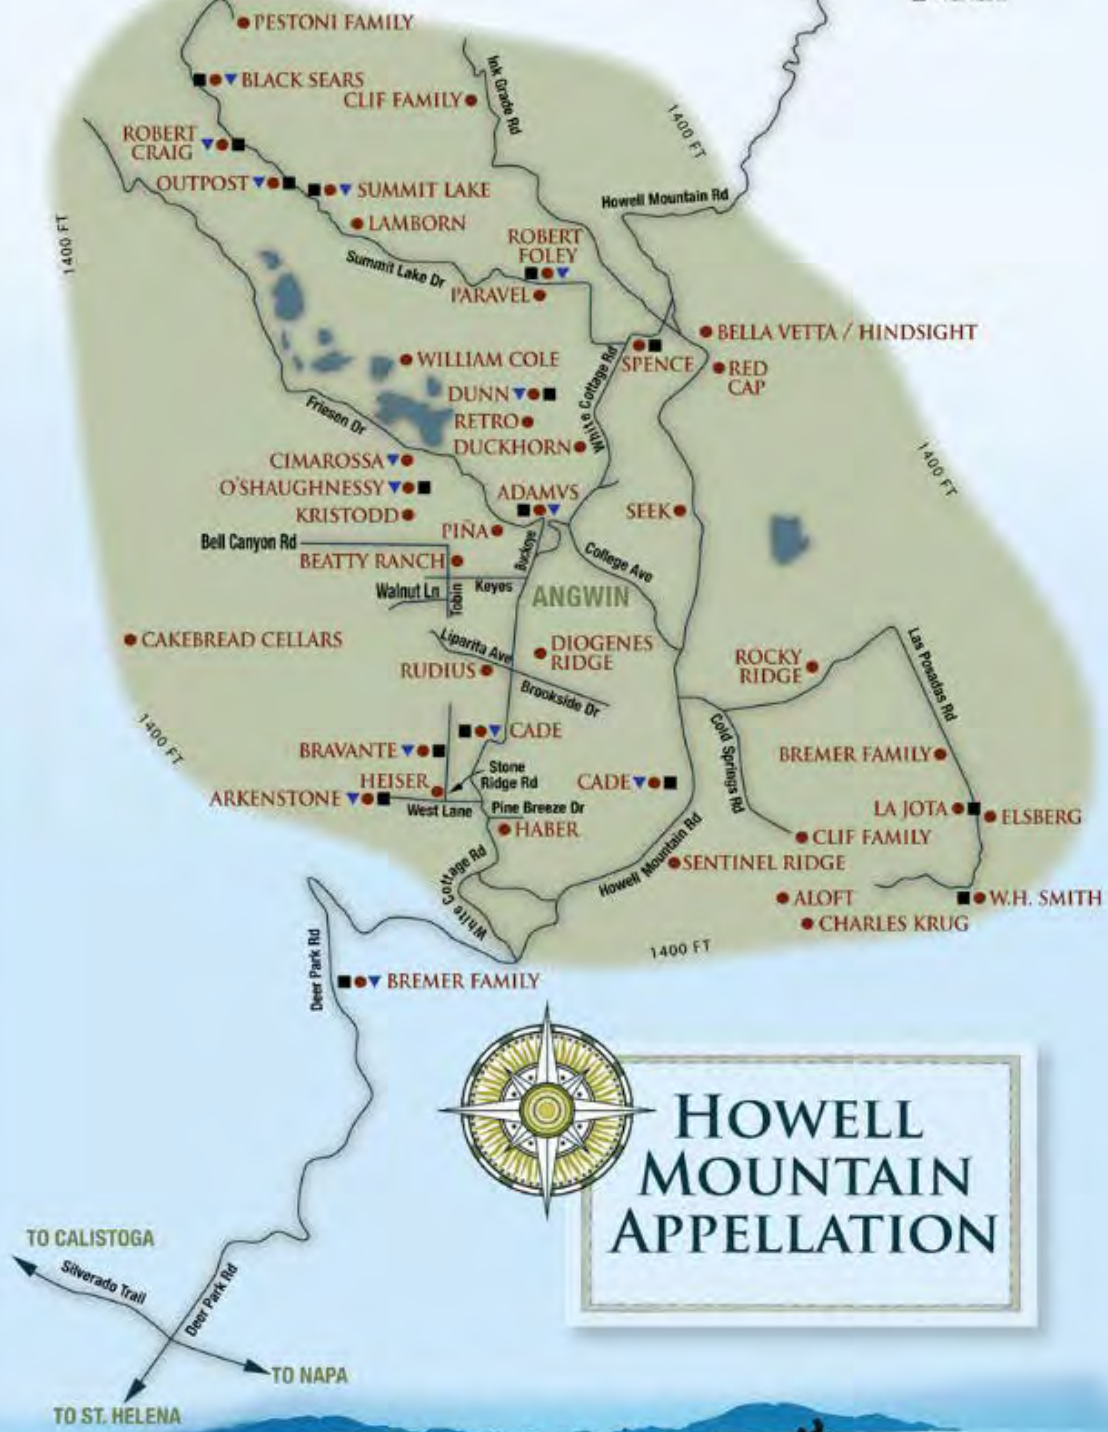 PESTONI FAMILY
BLACK SEARS
CLIF FAMILY
Ink Grade Rd
1400 FT
ROBERT
CRAIG
OUTPOST
SUMMIT LAKE
Howell Mountain Rd
LAMBORN
1400 FT
ROBERT
FOLEY
Summit Lake Dr
PARAVEL
BELLA VETTA / HINDSIGHT
SPENCE
RED
CAP
WILLIAM COLE
White Cottage Rd
DUNN
Friesen Dr
RETRO
DUCKHORN
1400 FT
CIMAROSSA
O'SHAUGHNESSY
ADAMVS
KRISTODD
SEEK
PIÑA
Bell Canyon Rd
Buckeye
College Ave
BEATTY RANCH
Walnut Ln
Tobin
Keyes
ANGWIN
CAKEBREAD CELLARS
Liparita Ave
DIOGENES
RIDGE
ROCKY
RIDGE
Las Posadas Rd
RUDIUS
Brookside Dr
1400 FT
CADE
Cold Springs Rd
BRAVANTE
BREMER FAMILY
Stone
Ridge Rd
HEISER
CADE
ARKENSTONE
West Lane
Pine Breeze Dr
LA JOTA
ELSBERG
HABER
CLIF FAMILY
Howell Mountain Rd
SENTINEL RIDGE
White Cottage Rd
ALOFT
W.H. SMITH
CHARLES KRUG
1400 FT
Deer Park Rd
BREMER FAMILY
HOWELL
MOUNTAIN
APPELLATION
TO CALISTOGA
Silverado Trail
Deer Park Rd
TO NAPA
TO ST. HELENA